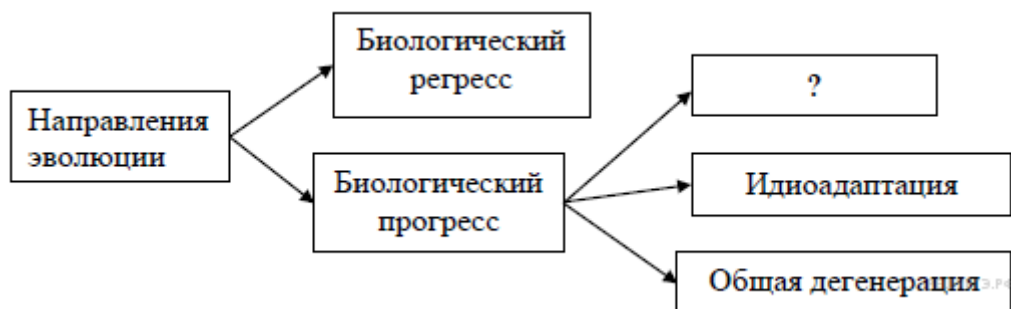 Биологический
регресс
?
Направления
эволюции
Биологический
прогресс
Идиоадаптация
Общая дегенерация